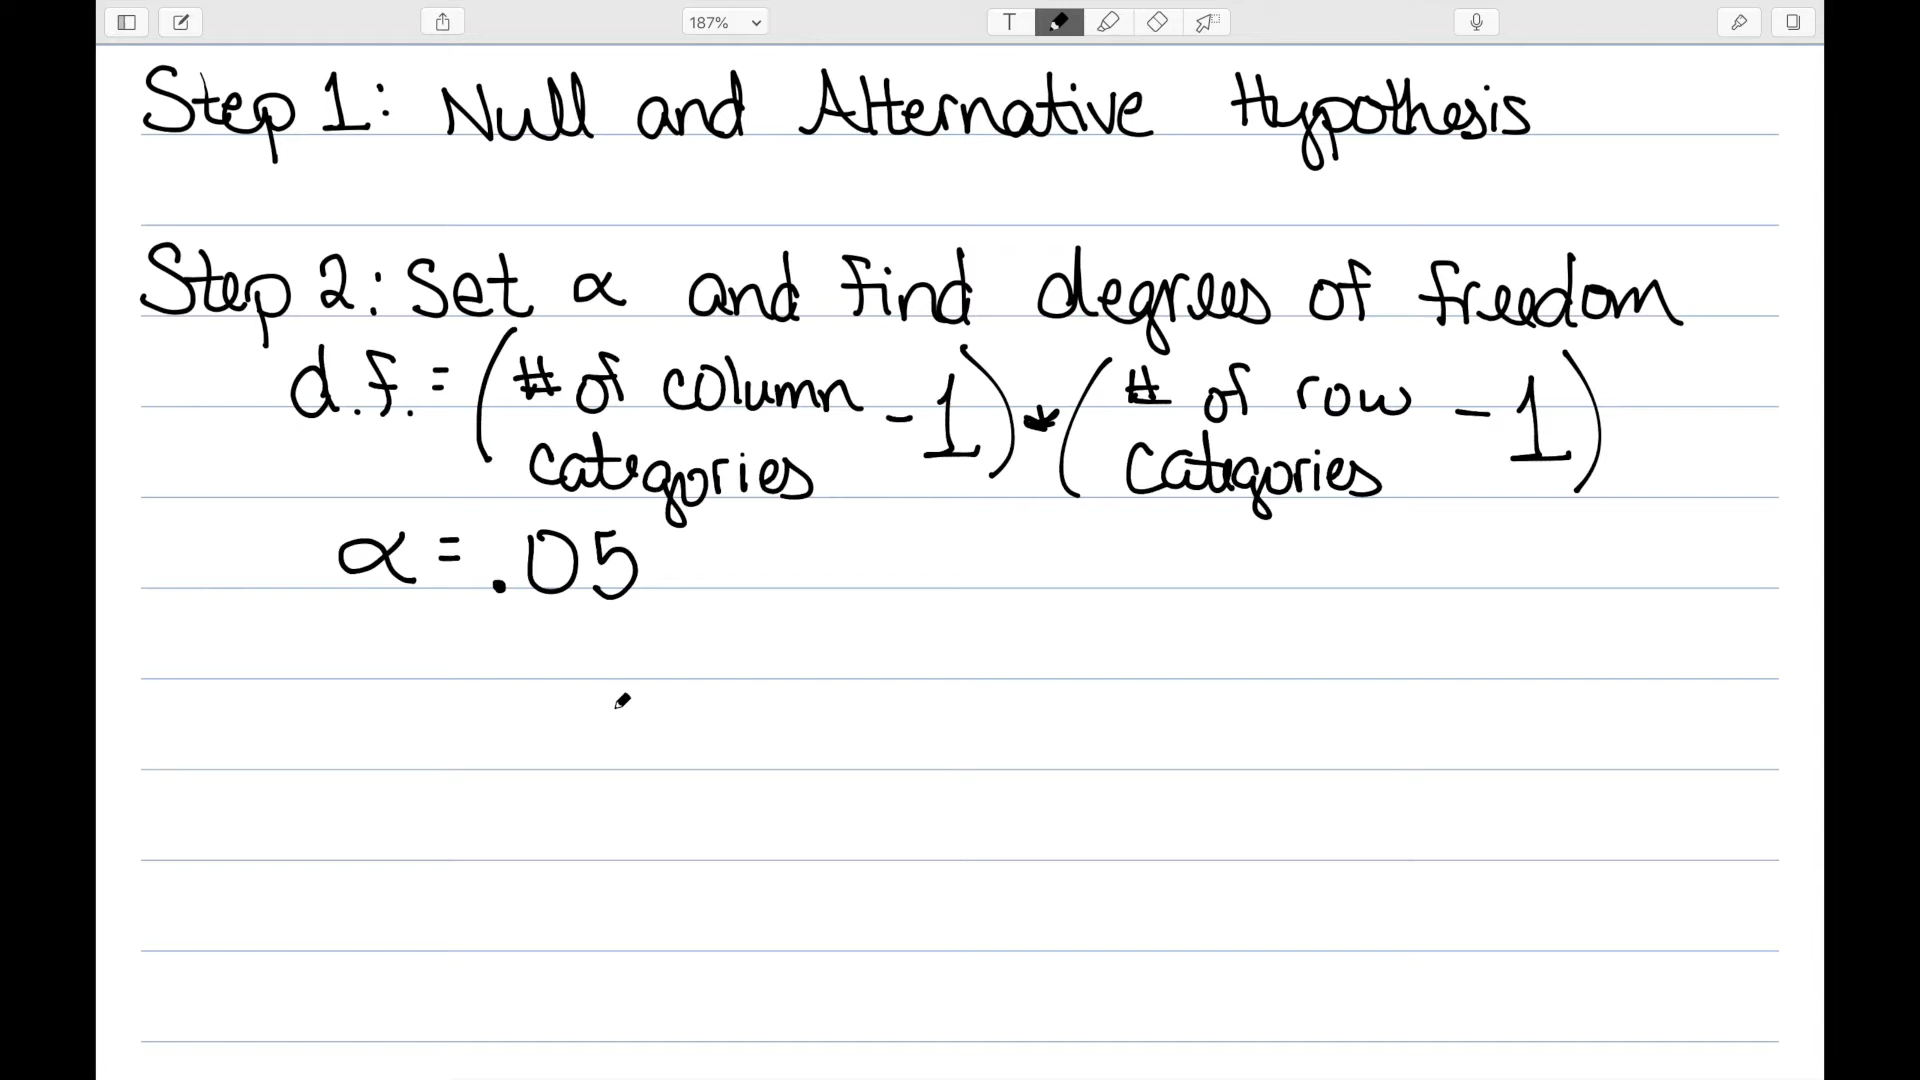 187%
T
Step 1: Null and Alternative Hypothesis
Step 2: Set α and find degrees of freedom
d.f. = (# of column categories - 1) * (# of row categories - 1)
α = .05